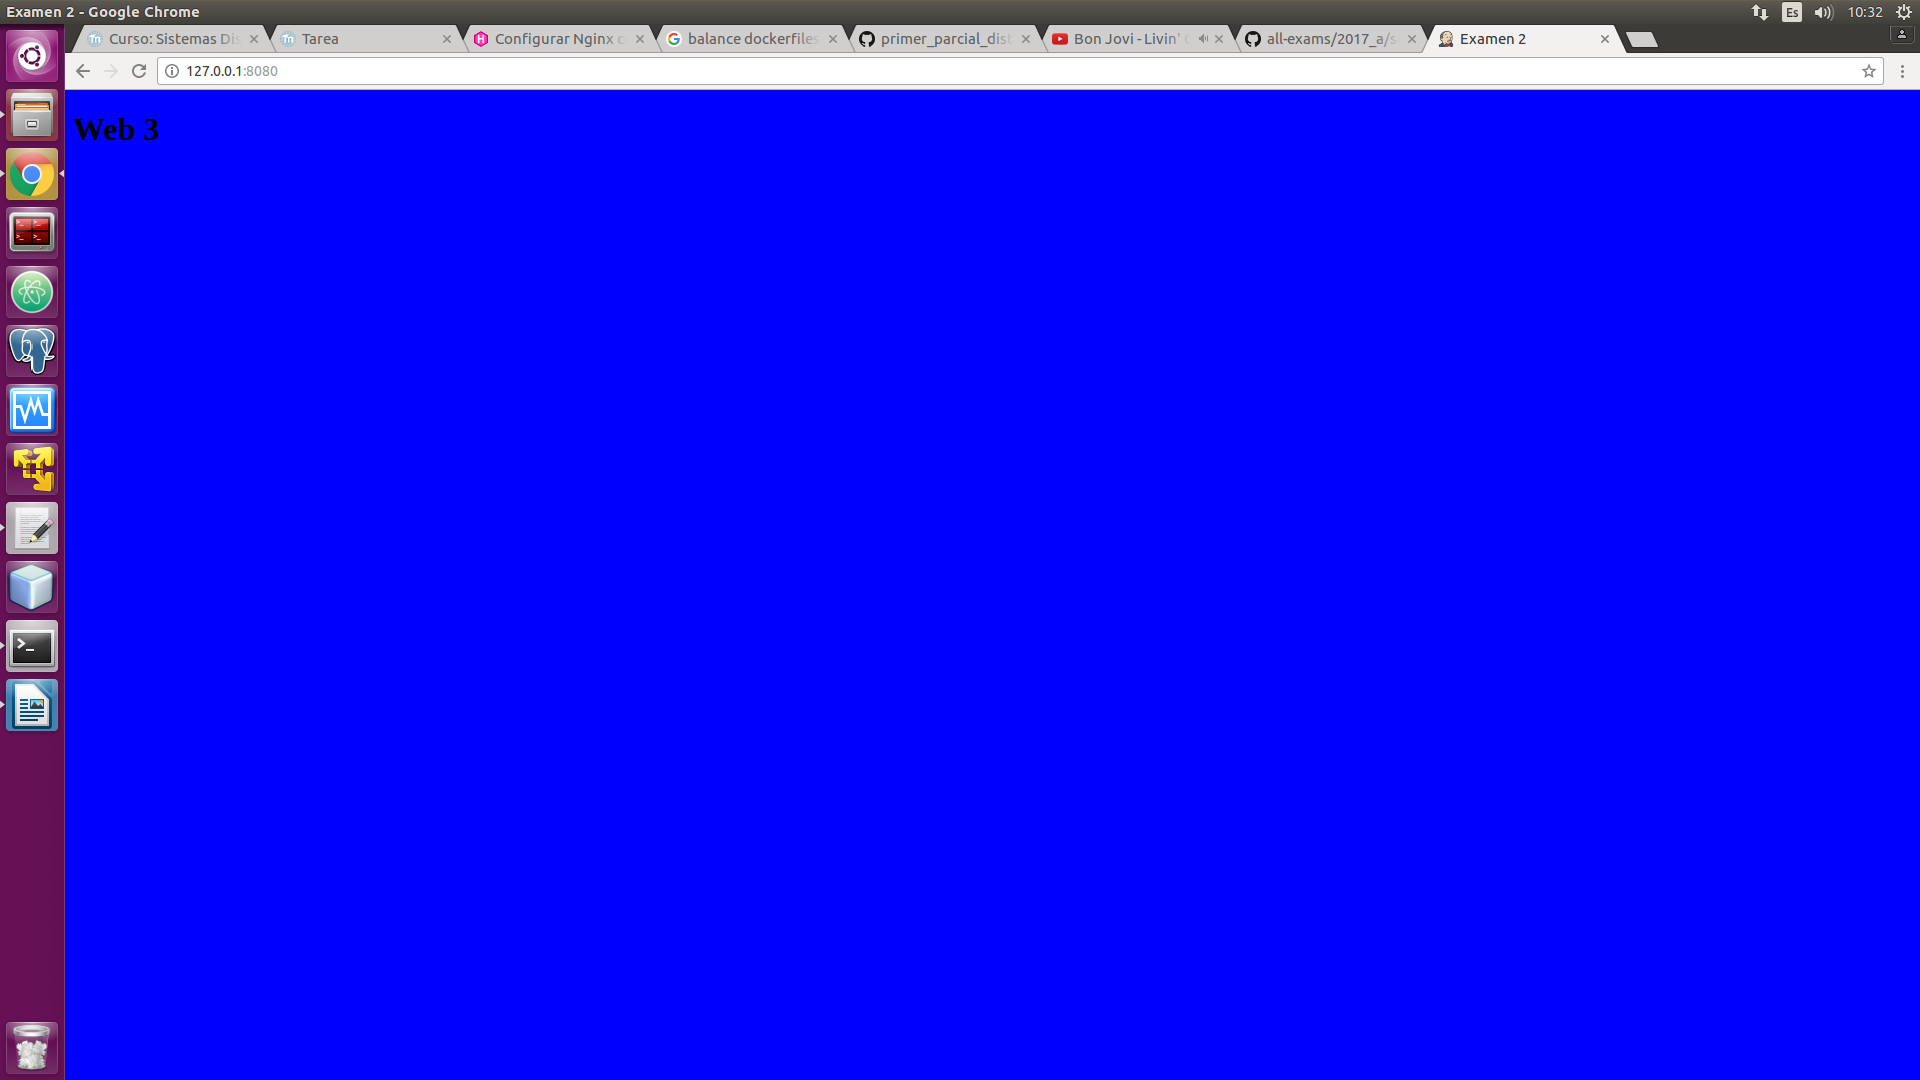 Examen 2 - Google Chrome
Es
10:32
Curso: Sistemas Di
Tarea
Configurar Nginx c
balance dockerfiles
primer_parcial_dist
Bon Jovi - Livin'
all-exams/2017_a/s
Examen 2
127.0.0.1:8080
Web 3